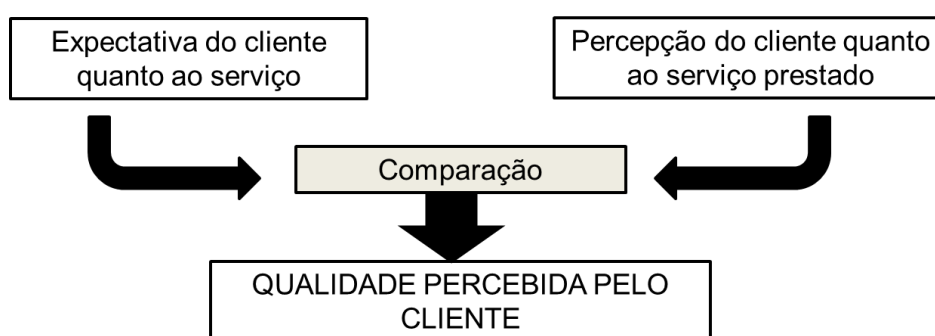 Expectativa do cliente
quanto ao serviço
Percepção do cliente quanto
ao serviço prestado
Comparação
QUALIDADE PERCEBIDA PELO
CLIENTE